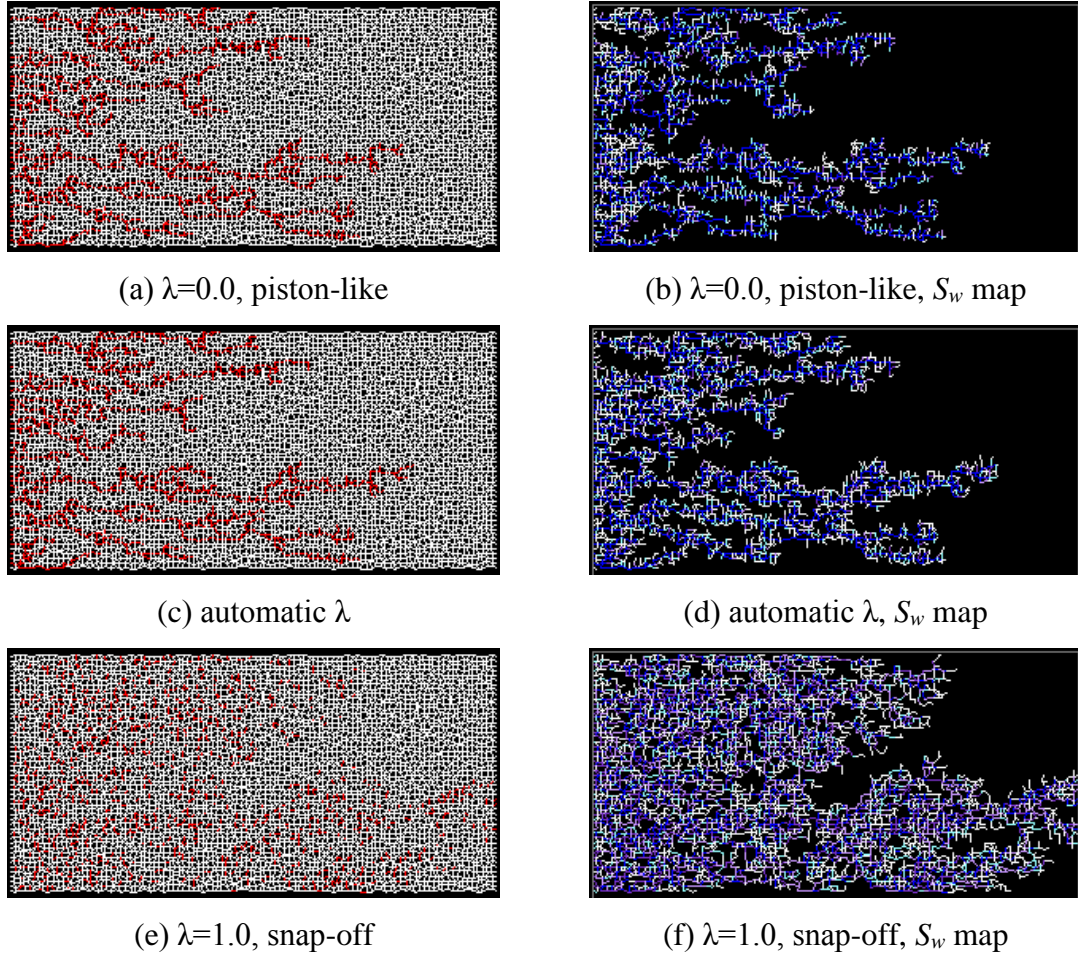 (a) λ=0.0, piston-like
(b) λ=0.0, piston-like, Sw map
(c) automatic λ
(d) automatic λ, Sw map
(e) λ=1.0, snap-off
(f) λ=1.0, snap-off, Sw map